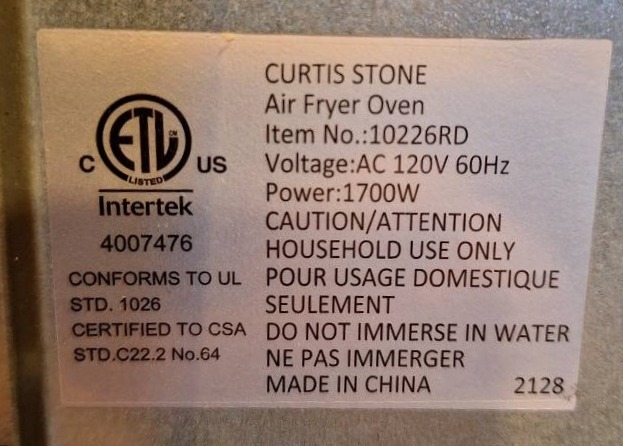 C ETL CM US
LISTED
Intertek
4007476
CONFORMS TO UL
STD. 1026
CERTIFIED TO CSA
STD.C22.2 No.64
CURTIS STONE
Air Fryer Oven
Item No.:10226RD
Voltage:AC 120V 60Hz
Power:1700W
CAUTION/ATTENTION
HOUSEHOLD USE ONLY
POUR USAGE DOMESTIQUE
SEULEMENT
DO NOT IMMERSE IN WATER
NE PAS IMMERGER
MADE IN CHINA 2128